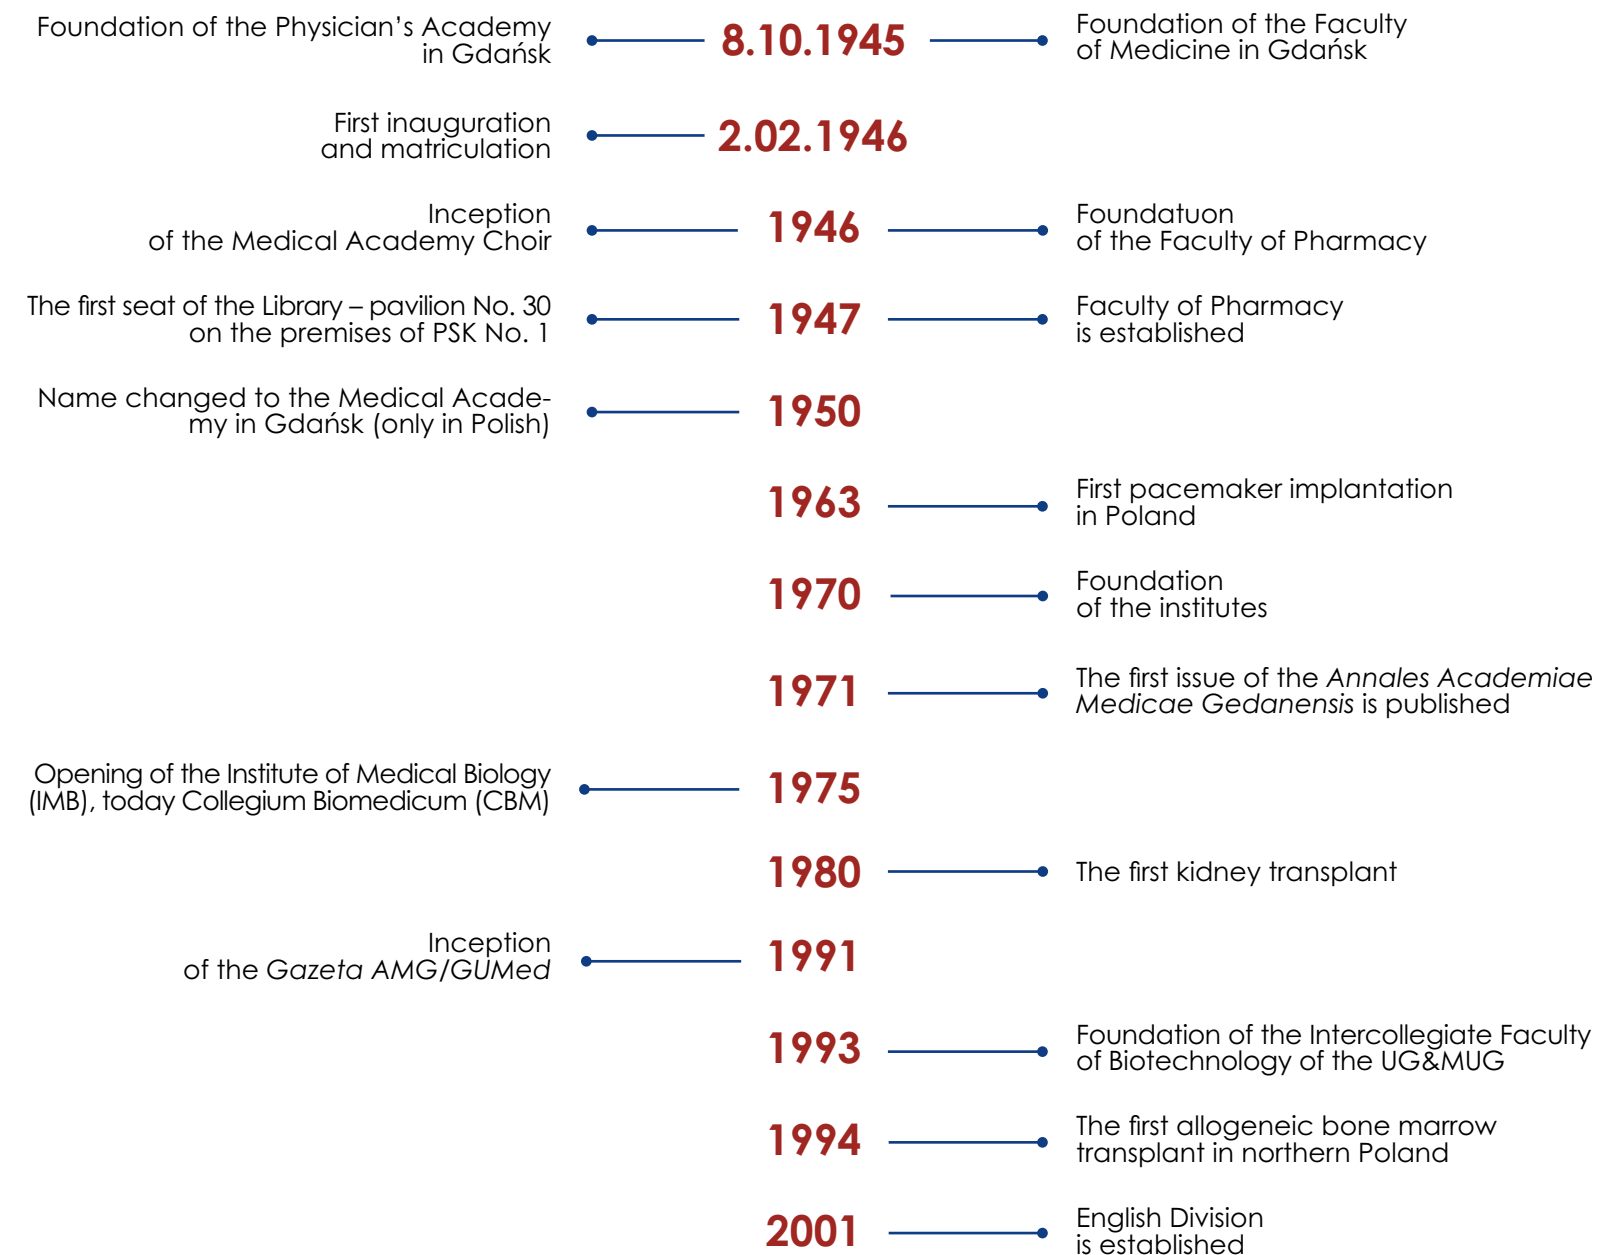 Foundation of the Physician's Academy
in Gdańsk
8.10.1945
Foundation of the Faculty
of Medicine in Gdańsk
First inauguration
and matriculation
2.02.1946
Inception
of the Medical Academy Choir
1946
Foundatuon
of the Faculty of Pharmacy
The first seat of the Library – pavilion No. 30
on the premises of PSK No. 1
1947
Faculty of Pharmacy
is established
Name changed to the Medical Acade-
my in Gdańsk (only in Polish)
1950
1963
First pacemaker implantation
in Poland
1970
Foundation
of the institutes
1971
The first issue of the Annales Academiae
Medicae Gedanensis is published
Opening of the Institute of Medical Biology
(IMB), today Collegium Biomedicum (CBM)
1975
1980
The first kidney transplant
Inception
of the Gazeta AMG/GUMed
1991
1993
Foundation of the Intercollegiate Faculty
of Biotechnology of the UG&MUG
1994
The first allogeneic bone marrow
transplant in northern Poland
2001
English Division
is established